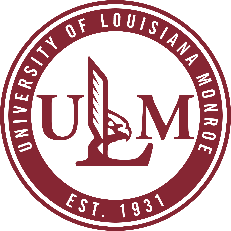 UNIVERSITY OF LOUISIANA MONROE
ULM
EST. 1931